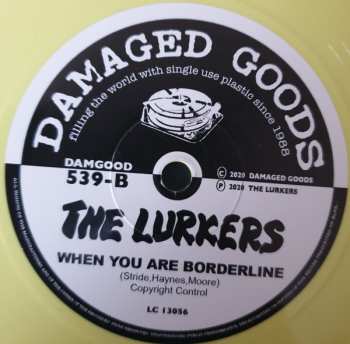 DAMAGED GOODS
filling the world with single use plastic since 1988
DAMGOOD
539-B
© 2020 DAMAGED GOODS
℗ 2020 THE LURKERS
THE LURKERS
WHEN YOU ARE BORDERLINE
(Stride,Haynes,Moore)
Copyright Control
LC 13056